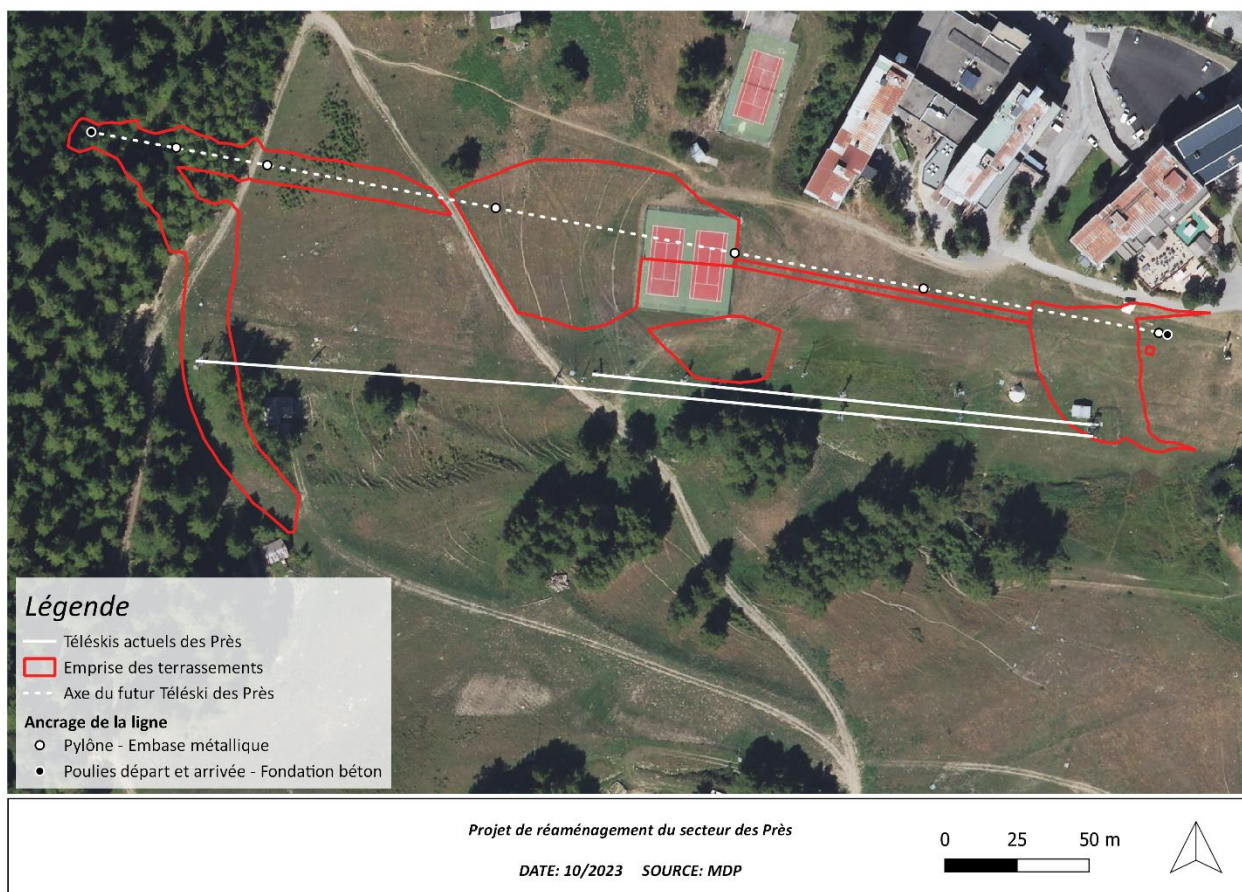 Légende
Téléskis actuels des Près
Emprise des terrassements
Axe du futur Téléski des Près
Ancrage de la ligne
Pylône - Embase métallique
Poulies départ et arrivée - Fondation béton
Projet de réaménagement du secteur des Près
DATE: 10/2023 SOURCE: MDP
0 25 50 m